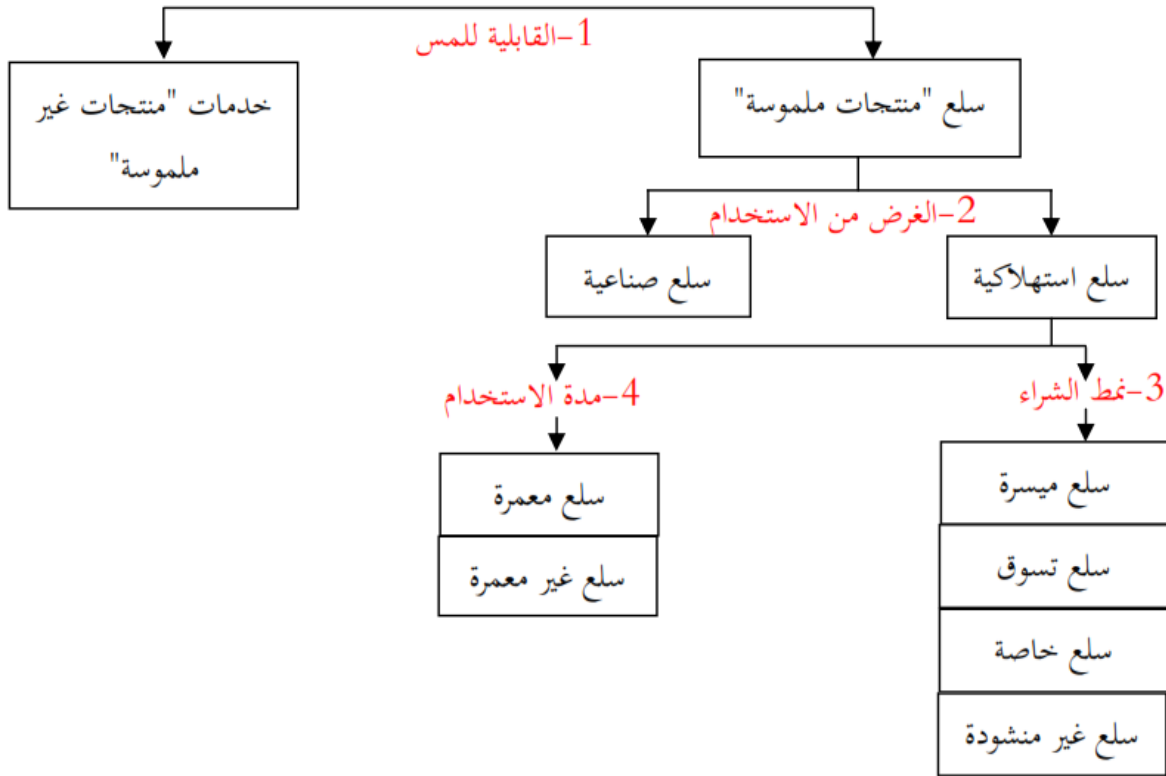 1-القابلية للمس
سلع "منتجات ملموسة"
خدمات "منتجات غير
ملموسة"
2-الغرض من الاستخدام
سلع استهلاكية
سلع صناعية
3-نمط الشراء
4-مدة الاستخدام
سلع ميسرة
سلع تسوق
سلع خاصة
سلع غير منشودة
سلع معمرة
سلع غير معمرة